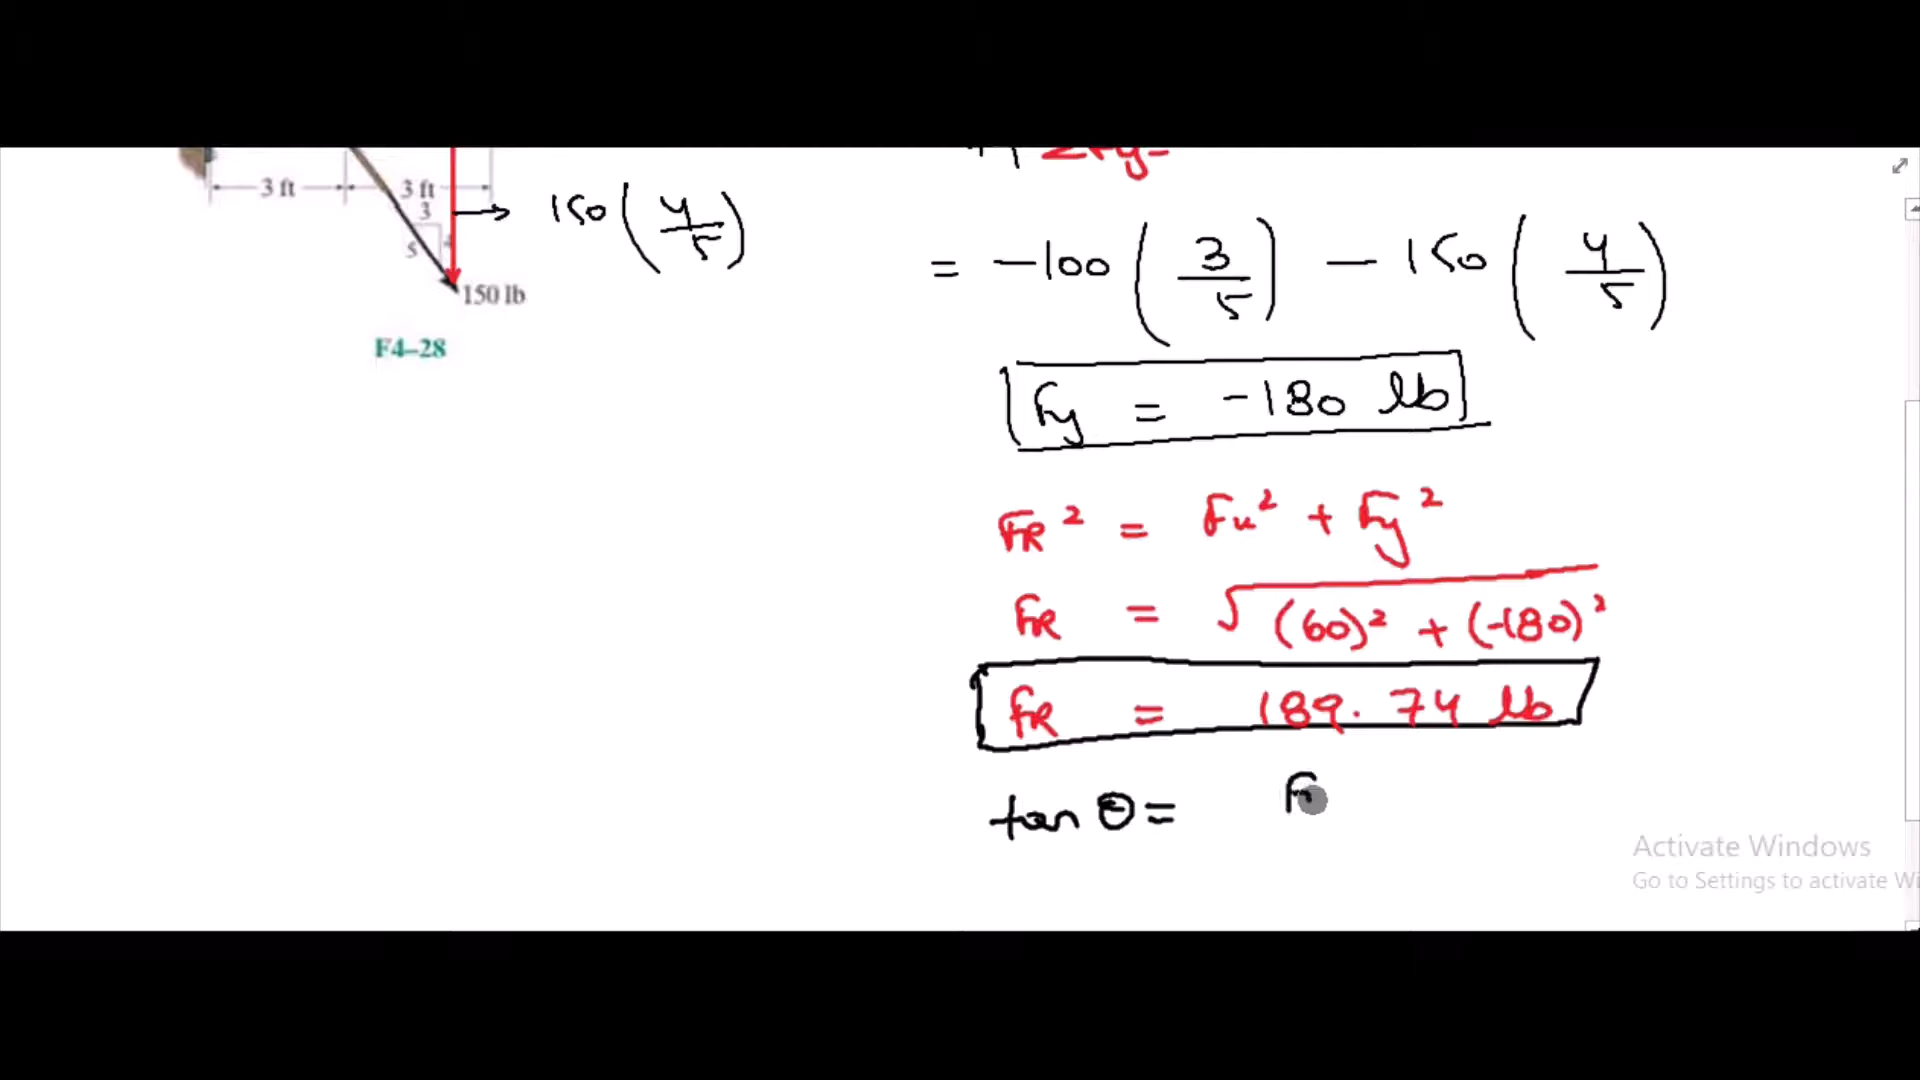 3 ft
3 ft
3
5
4
150 lb
F4–28
150 (4/5)
ΣFy=
= -100 (3/5) - 150 (4/5)
Fy = -180 lb
FR² = Fx² + Fy²
FR = √(60)² + (-180)²
FR = 189.74 lb
tan θ = F
Activate Windows
Go to Settings to activate Wi